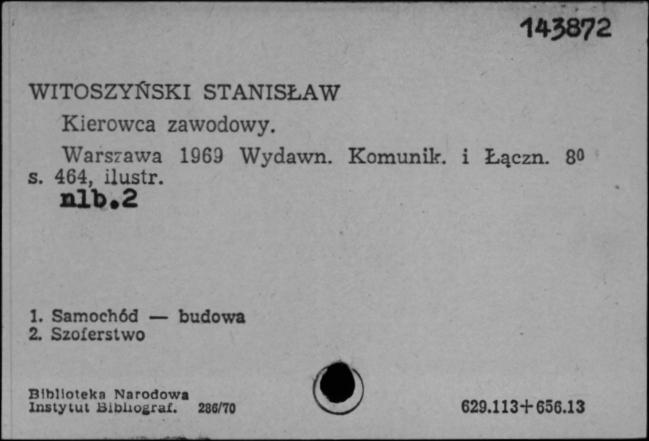 143872
WITOSZYŃSKI STANISŁAW
Kierowca zawodowy.
Warszawa 1969 Wydawn. Komunik. i Łączn. 8⁰
s. 464, ilustr.
nlb.2
1. Samochód — budowa
2. Szoferstwo
Biblioteka Narodowa
Instytut Bibliograf. 286/70
629.113+656.13